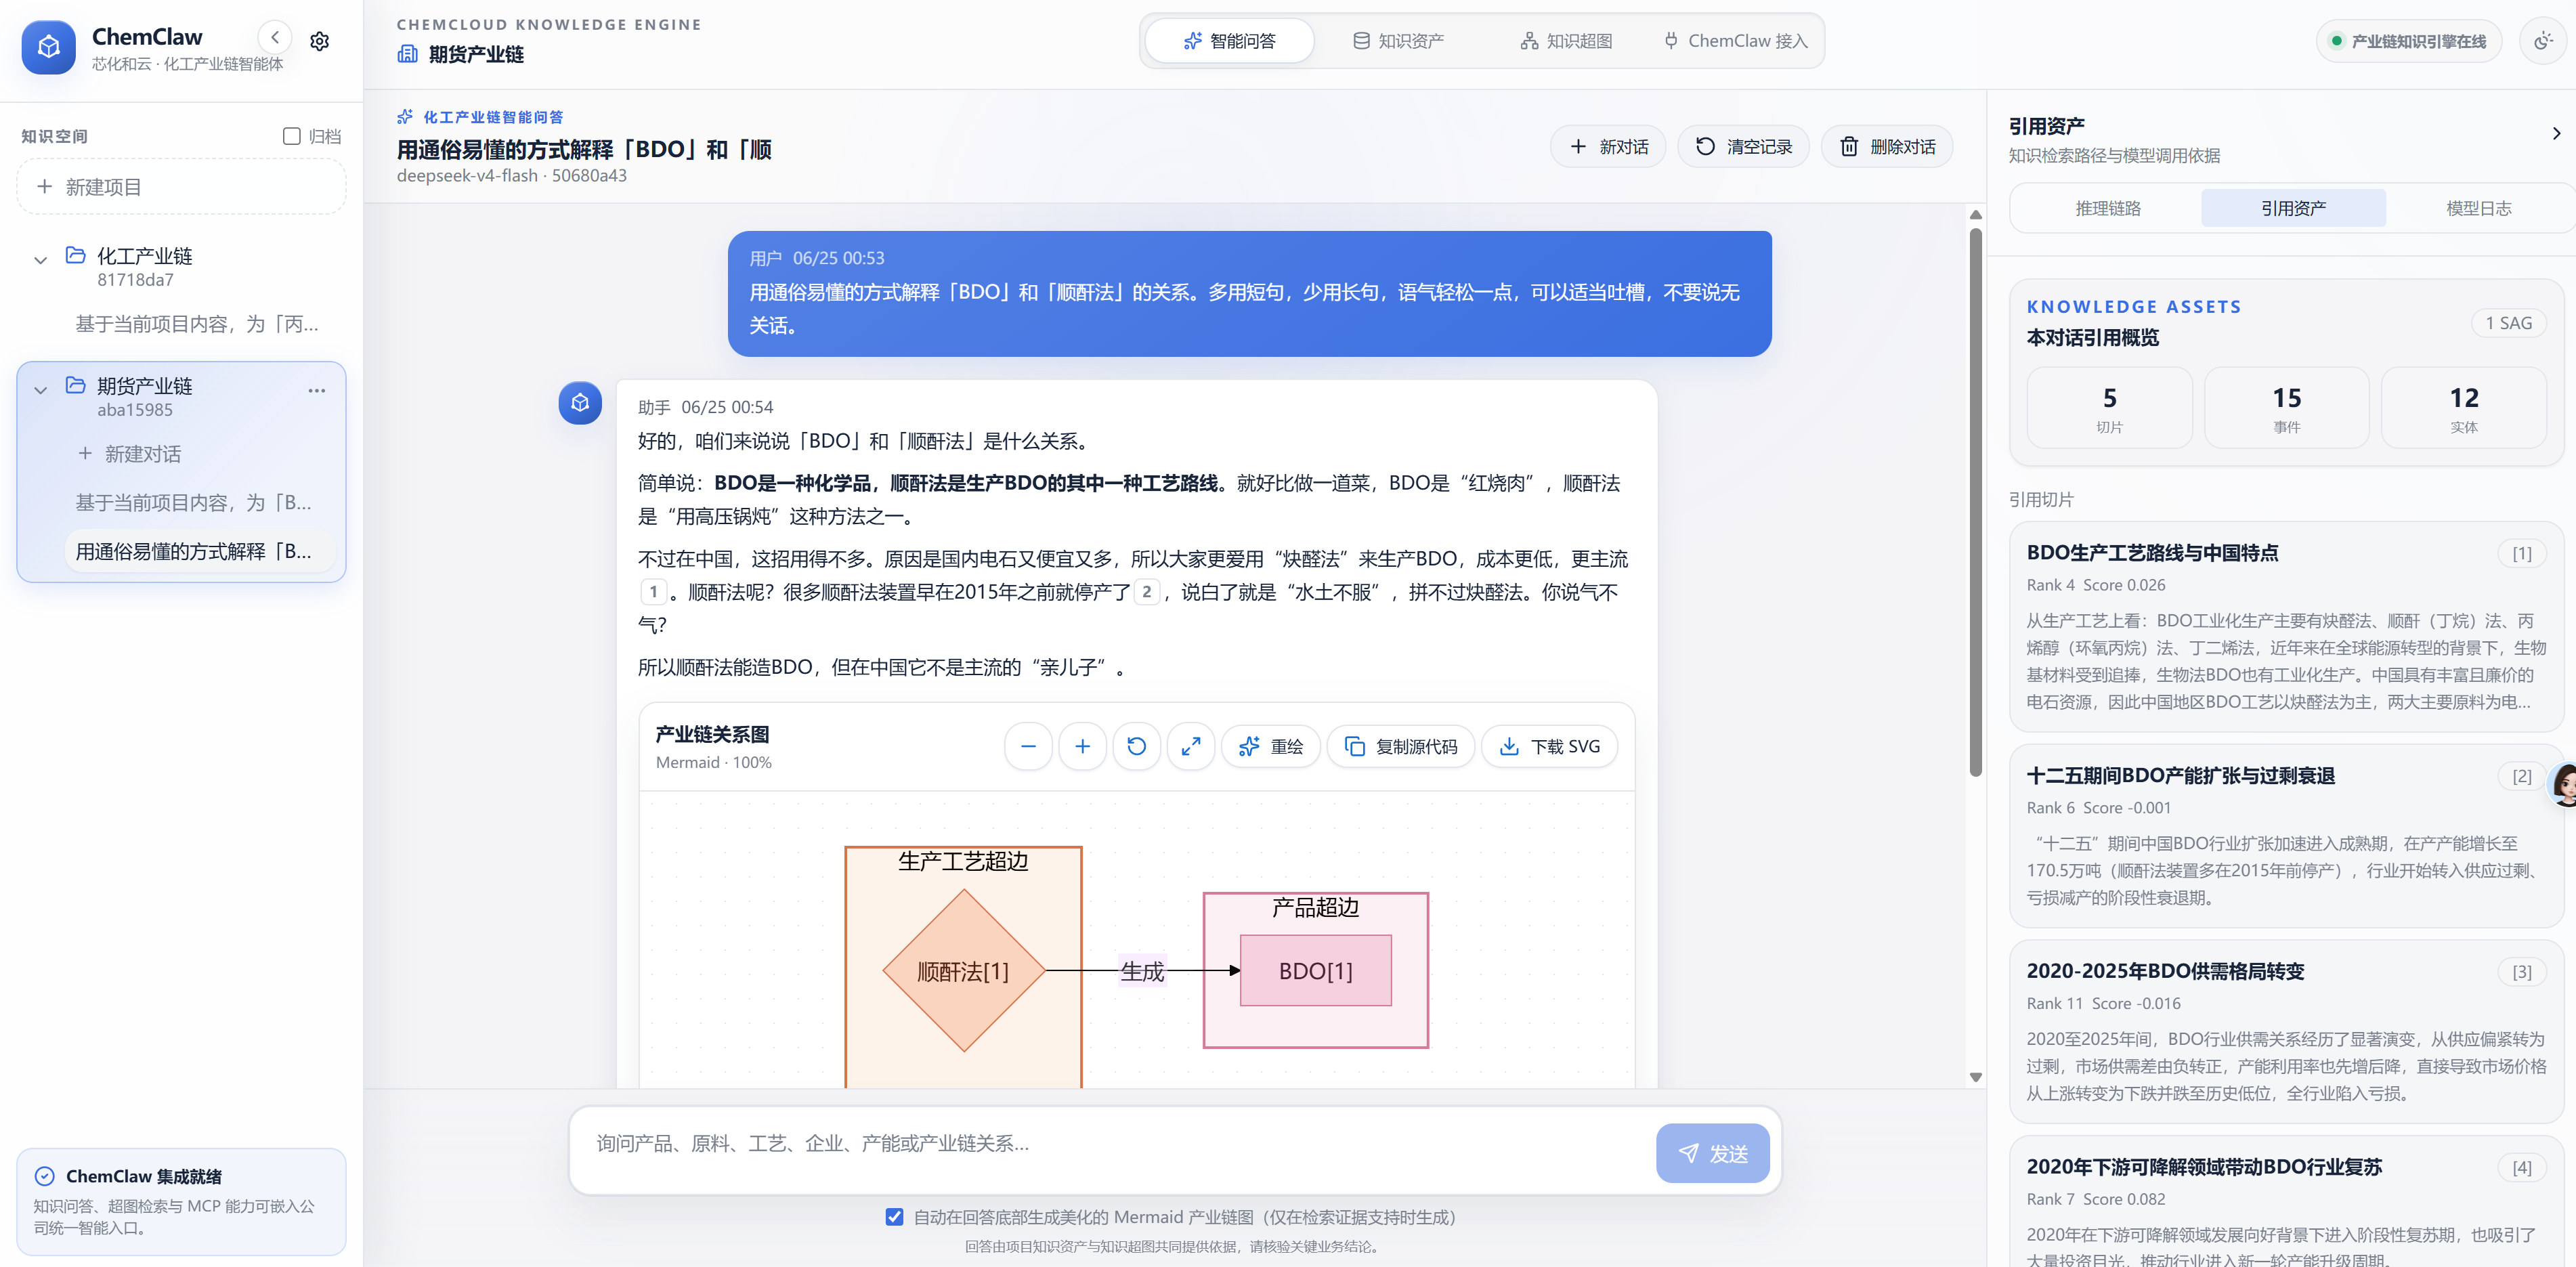 ChemClaw
芯化和云 · 化工产业链智能体
知识空间
归档
新建项目
化工产业链
81718da7
基于当前项目内容，为「丙...
期货产业链
aba15985
新建对话
基于当前项目内容，为「B...
用通俗易懂的方式解释「B...
ChemClaw 集成就绪
知识问答、超图检索与 MCP 能力可嵌入公
司统一智能入口。
CHEMCLOUD KNOWLEDGE ENGINE
期货产业链
智能问答
知识资产
知识超图
ChemClaw 接入
产业链知识引擎在线
化工产业链智能问答
用通俗易懂的方式解释「BDO」和「顺
deepseek-v4-flash · 50680a43
新对话
清空记录
删除对话
用户 06/25 00:53
用通俗易懂的方式解释「BDO」和「顺酐法」的关系。多用短句，少用长句，语气轻松一点，可以适当吐槽，不要说无
关话。
助手 06/25 00:54
好的，咱们来说说「BDO」和「顺酐法」是什么关系。
简单说：BDO是一种化学品，顺酐法是生产BDO的其中一种工艺路线。就好比做一道菜，BDO是“红烧肉”，顺酐法
是“用高压锅炖”这种方法之一。
不过在中国，这招用得不多。原因是国内电石又便宜又多，所以大家更爱用“炔醛法”来生产BDO，成本更低，更主流
1 。顺酐法呢？很多顺酐法装置早在2015年之前就停产了 2 ，说白了就是“水土不服”，拼不过炔醛法。你说气不
气？
所以顺酐法能造BDO，但在中国它不是主流的“亲儿子”。
产业链关系图
Mermaid · 100%
重绘
复制源代码
下载 SVG
生产工艺超边
顺酐法[1]
生成
产品超边
BDO[1]
询问产品、原料、工艺、企业、产能或产业链关系...
发送
自动在回答底部生成美化的 Mermaid 产业链图（仅在检索证据支持时生成）
回答由项目知识资产与知识超图共同提供依据，请核验关键业务结论。
引用资产
知识检索路径与模型调用依据
推理链路
引用资产
模型日志
KNOWLEDGE ASSETS
本对话引用概览
1 SAG
5
切片
15
事件
12
实体
引用切片
BDO生产工艺路线与中国特点
[1]
Rank 4 Score 0.026
从生产工艺上看：BDO工业化生产主要有炔醛法、顺酐（丁烷）法、丙
烯醇（环氧丙烷）法、丁二烯法，近年来在全球能源转型的背景下，生物
基材料受到追捧，生物法BDO也有工业化生产。中国具有丰富且廉价的
电石资源，因此中国地区BDO工艺以炔醛法为主，两大主要原料为电...
十二五期间BDO产能扩张与过剩衰退
[2]
Rank 6 Score -0.001
“十二五”期间中国BDO行业扩张加速进入成熟期，在产产能增长至
170.5万吨（顺酐法装置多在2015年前停产），行业开始转入供应过剩、
亏损减产的阶段性衰退期。
2020-2025年BDO供需格局转变
[3]
Rank 11 Score -0.016
2020至2025年间，BDO行业供需关系经历了显著演变，从供应偏紧转为
过剩，市场供需差由负转正，产能利用率也先增后降，直接导致市场价格
从上涨转变为下跌并跌至历史低位，全行业陷入亏损。
2020年下游可降解领域带动BDO行业复苏
[4]
Rank 7 Score 0.082
2020年在下游可降解领域发展向好背景下进入阶段性复苏期，也吸引了
大量投资目光，推动行业进入新一轮产能升级周期。